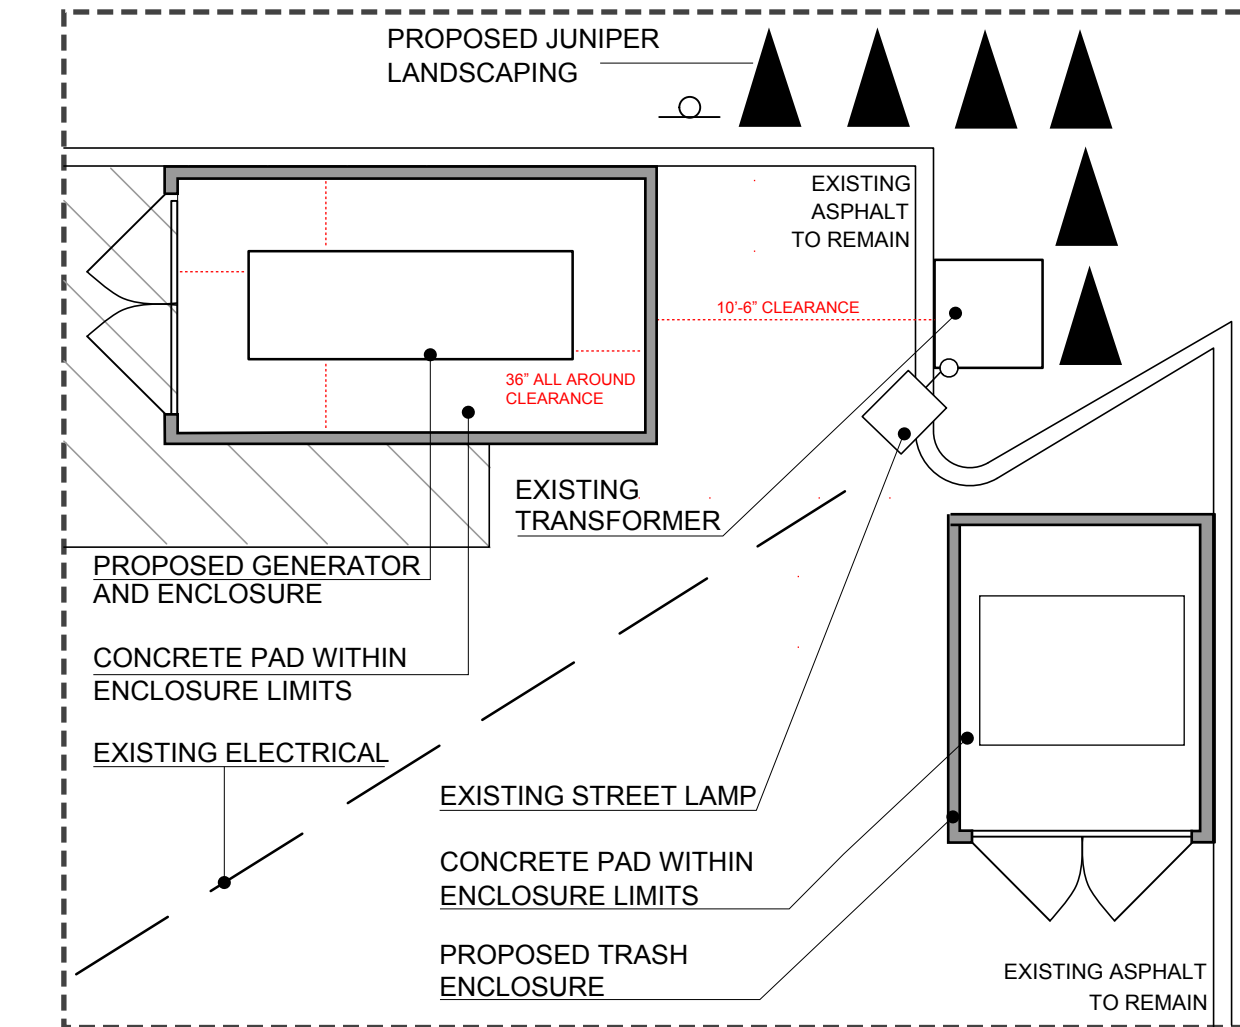 PROPOSED JUNIPER
LANDSCAPING
EXISTING
ASPHALT
TO REMAIN
10'-6” CLEARANCE
36” ALL AROUND
CLEARANCE
EXISTING
TRANSFORMER
PROPOSED GENERATOR
AND ENCLOSURE
CONCRETE PAD WITHIN
ENCLOSURE LIMITS
EXISTING ELECTRICAL
EXISTING STREET LAMP
CONCRETE PAD WITHIN
ENCLOSURE LIMITS
PROPOSED TRASH
ENCLOSURE
EXISTING ASPHALT
TO REMAIN